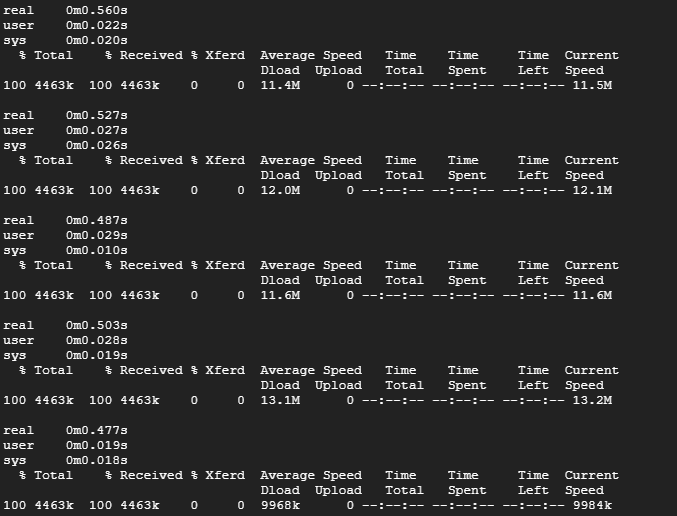 real    0m0.560s
user    0m0.022s
sys     0m0.020s
  % Total    % Received % Xferd  Average Speed   Time    Time     Time  Current
                                 Dload  Upload   Total   Spent    Left  Speed
100 4463k  100 4463k    0     0  11.4M      0 --:--:-- --:--:-- --:--:-- 11.5M
real    0m0.527s
user    0m0.027s
sys     0m0.026s
  % Total    % Received % Xferd  Average Speed   Time    Time     Time  Current
                                 Dload  Upload   Total   Spent    Left  Speed
100 4463k  100 4463k    0     0  12.0M      0 --:--:-- --:--:-- --:--:-- 12.1M
real    0m0.487s
user    0m0.029s
sys     0m0.010s
  % Total    % Received % Xferd  Average Speed   Time    Time     Time  Current
                                 Dload  Upload   Total   Spent    Left  Speed
100 4463k  100 4463k    0     0  11.6M      0 --:--:-- --:--:-- --:--:-- 11.6M
real    0m0.503s
user    0m0.028s
sys     0m0.019s
  % Total    % Received % Xferd  Average Speed   Time    Time     Time  Current
                                 Dload  Upload   Total   Spent    Left  Speed
100 4463k  100 4463k    0     0  13.1M      0 --:--:-- --:--:-- --:--:-- 13.2M
real    0m0.477s
user    0m0.019s
sys     0m0.018s
  % Total    % Received % Xferd  Average Speed   Time    Time     Time  Current
                                 Dload  Upload   Total   Spent    Left  Speed
100 4463k  100 4463k    0     0  9968k      0 --:--:-- --:--:-- --:--:-- 9984k